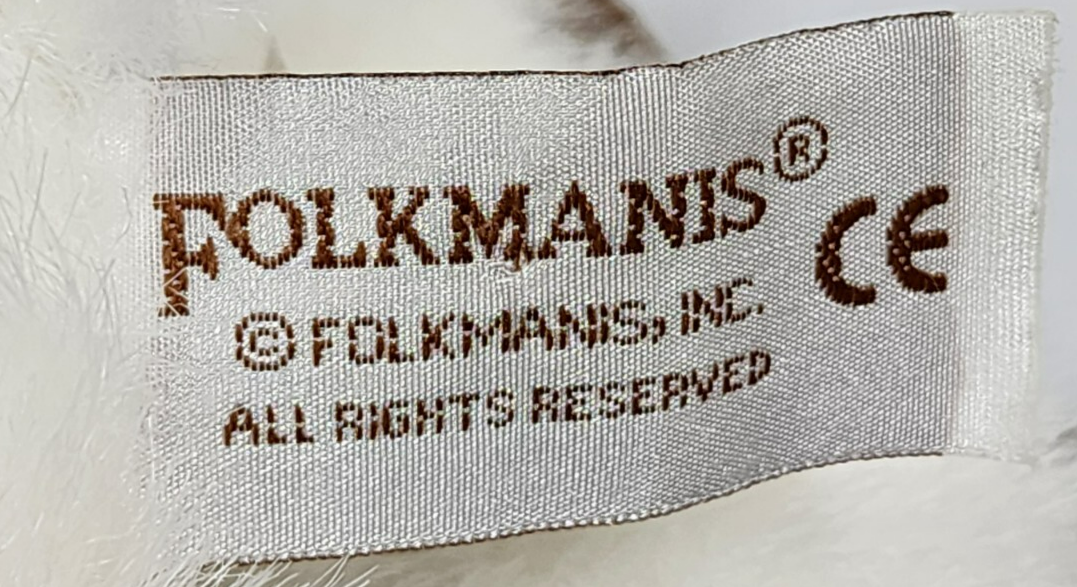 FOLKMANIS®
CE
© FOLKMANIS, INC.
ALL RIGHTS RESERVED